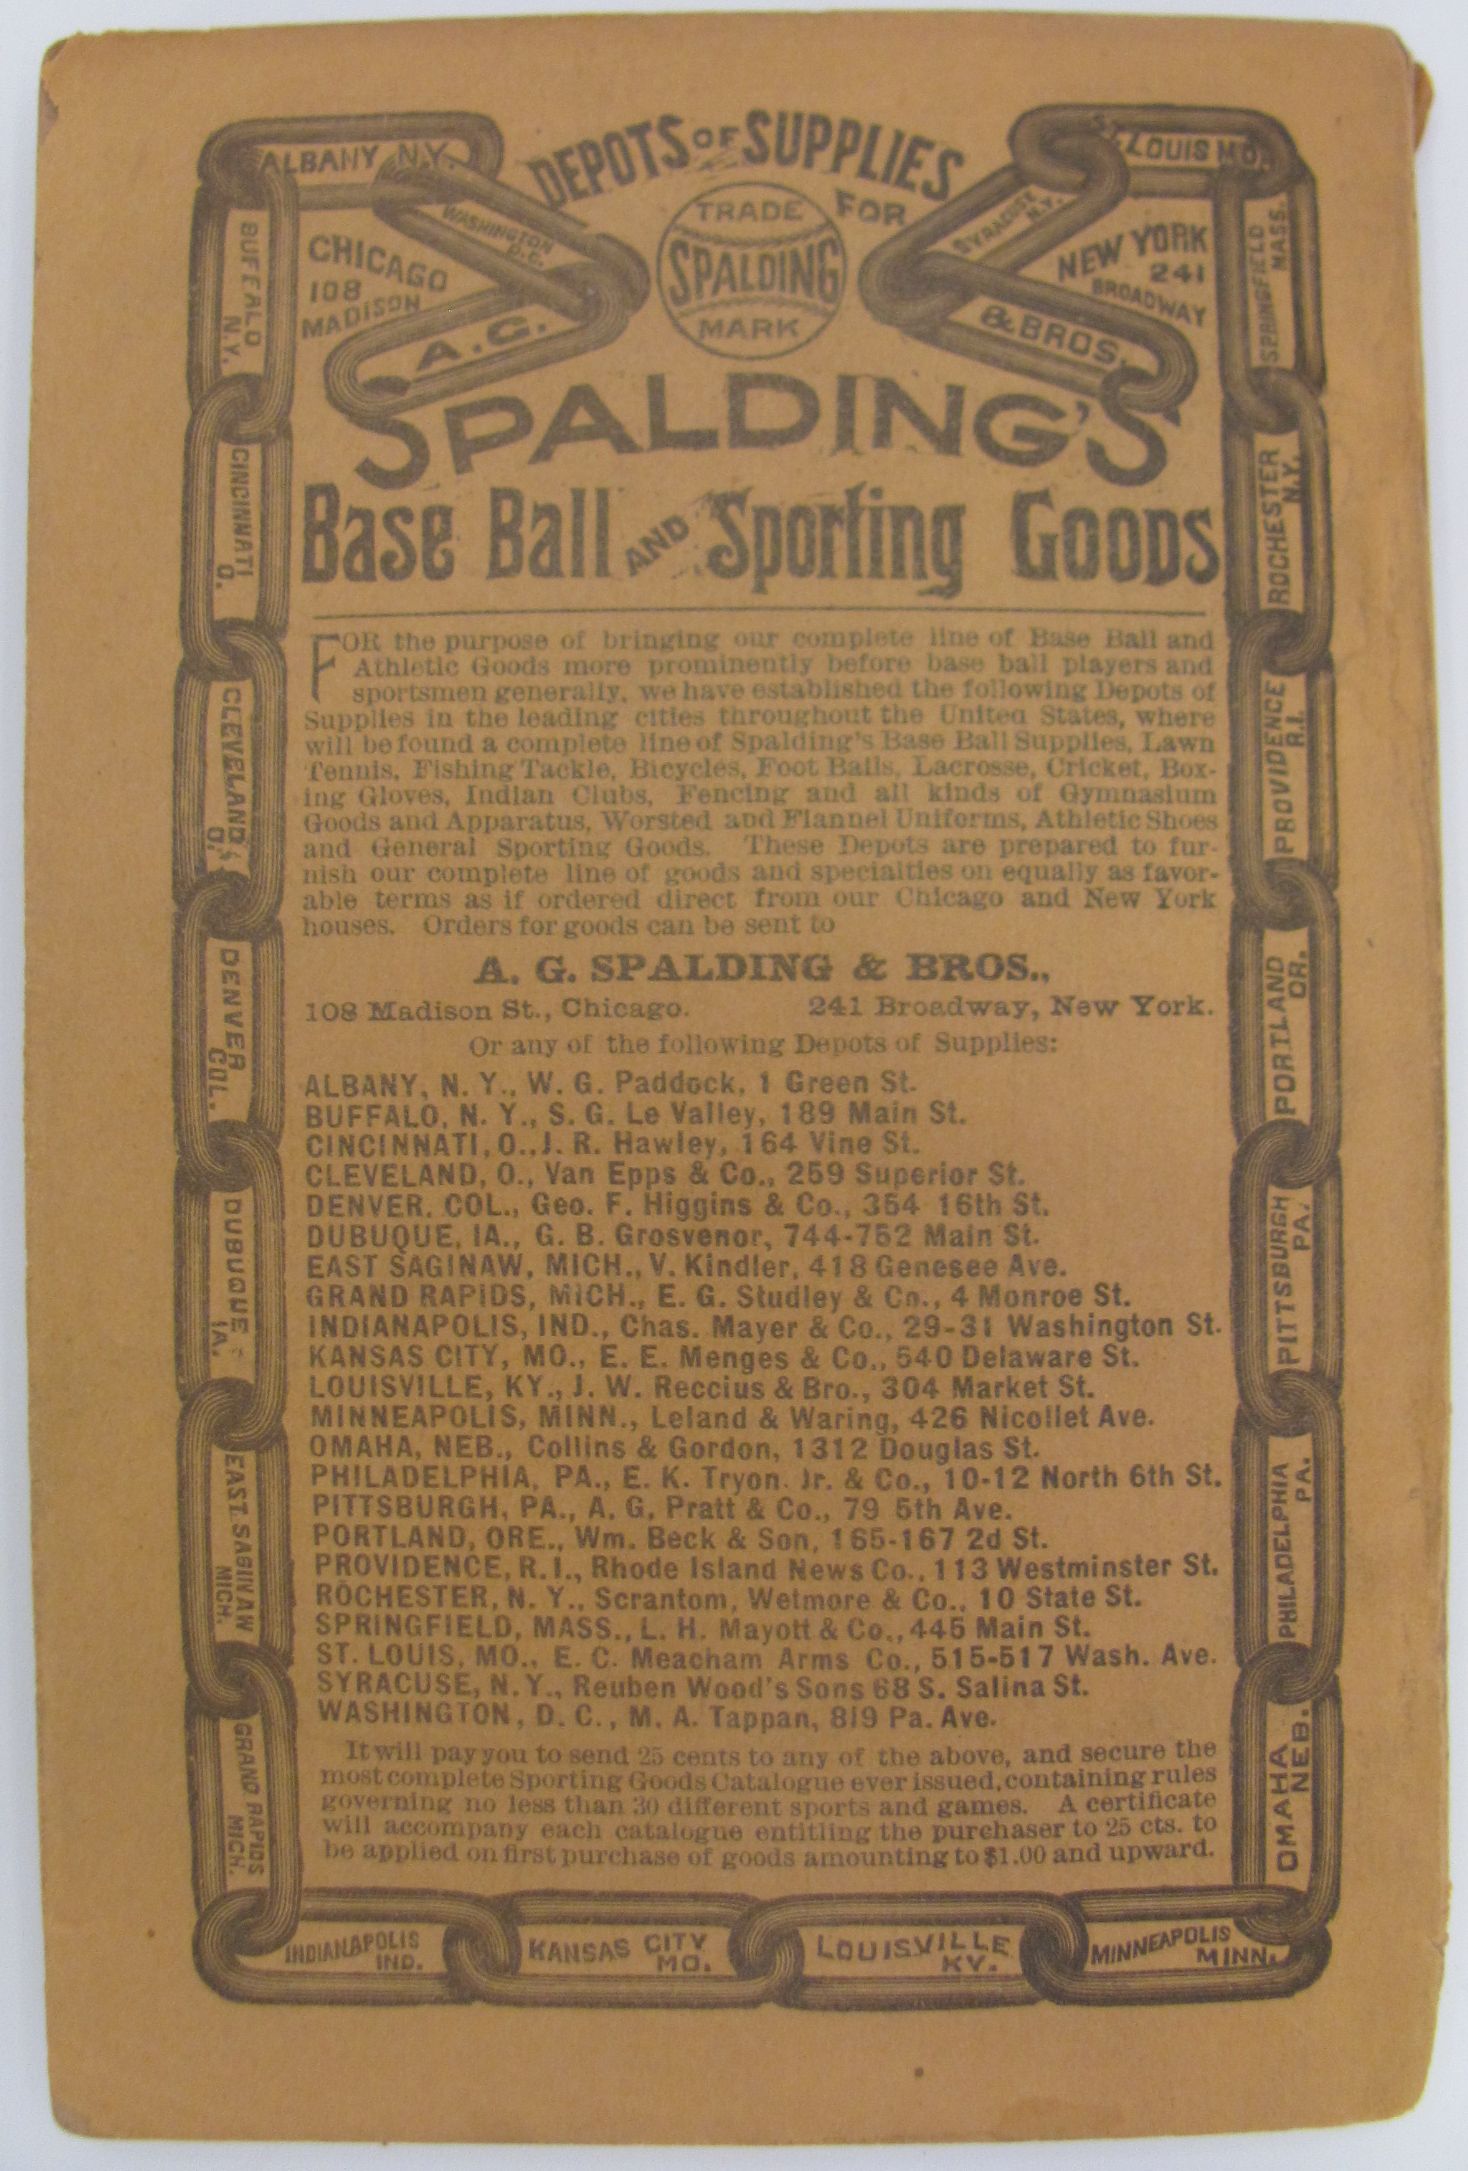 DEPOTS OF SUPPLIES
FOR
TRADE
SPALDING
MARK
ALBANY N.Y.
WASHINGTON
D.C.
CHICAGO
108
MADISON
A.G.
ST. LOUIS MO.
SYRACUSE
N.Y.
NEW YORK
241
BROADWAY
& BROS.
SPALDING'S
Base Ball AND Sporting Goods
FOR the purpose of bringing our complete line of Base Ball and
Athletic Goods more prominently before base ball players and
sportsmen generally, we have established the following Depots of
Supplies in the leading cities throughout the United States, where
will be found a complete line of Spalding's Base Ball Supplies, Lawn
Tennis, Fishing Tackle, Bicycles, Foot Balls, Lacrosse, Cricket, Box-
ing Gloves, Indian Clubs, Fencing and all kinds of Gymnasium
Goods and Apparatus, Worsted and Flannel Uniforms, Athletic Shoes
and General Sporting Goods. These Depots are prepared to fur-
nish our complete line of goods and specialties on equally as favor-
able terms as if ordered direct from our Chicago and New York
houses. Orders for goods can be sent to
A. G. SPALDING & BROS.,
108 Madison St., Chicago. 241 Broadway, New York.
Or any of the following Depots of Supplies:
ALBANY, N. Y., W. G. Paddock, 1 Green St.
BUFFALO, N. Y., S. G. Le Valley, 189 Main St.
CINCINNATI, O., J. R. Hawley, 164 Vine St.
CLEVELAND, O., Van Epps & Co., 259 Superior St.
DENVER, COL., Geo. F. Higgins & Co., 354 16th St.
DUBUQUE, IA., G. B. Grosvenor, 744-752 Main St.
EAST SAGINAW, MICH., V. Kindler, 418 Genesee Ave.
GRAND RAPIDS, MICH., E. G. Studley & Co., 4 Monroe St.
INDIANAPOLIS, IND., Chas. Mayer & Co., 29-31 Washington St.
KANSAS CITY, MO., E. E. Menges & Co., 540 Delaware St.
LOUISVILLE, KY., J. W. Reccius & Bro., 304 Market St.
MINNEAPOLIS, MINN., Leland & Waring, 426 Nicollet Ave.
OMAHA, NEB., Collins & Gordon, 1312 Douglas St.
PHILADELPHIA, PA., E. K. Tryon. Jr. & Co., 10-12 North 6th St.
PITTSBURGH, PA., A. G. Pratt & Co., 79 5th Ave.
PORTLAND, ORE., Wm. Beck & Son, 165-167 2d St.
PROVIDENCE, R.I., Rhode Island News Co., 113 Westminster St.
ROCHESTER, N. Y., Scrantom, Wetmore & Co., 10 State St.
SPRINGFIELD, MASS., L. H. Mayott & Co., 445 Main St.
ST. LOUIS, MO., E. C. Meacham Arms Co., 515-517 Wash. Ave.
SYRACUSE, N. Y., Reuben Wood's Sons 68 S. Salina St.
WASHINGTON, D. C., M. A. Tappan, 819 Pa. Ave.
It will pay you to send 25 cents to any of the above, and secure the
most complete Sporting Goods Catalogue ever issued, containing rules
governing no less than 30 different sports and games. A certificate
will accompany each catalogue entitling the purchaser to 25 cts. to
be applied on first purchase of goods amounting to $1.00 and upward.
BUFFALO
N.Y.
CINCINNATI
O.
CLEVELAND
O.
DENVER
COL.
DUBUQUE
IA.
EAST SAGINAW
MICH.
GRAND RAPIDS
MICH.
INDIANAPOLIS
IND.
KANSAS CITY
MO.
LOUISVILLE
KY.
MINNEAPOLIS
MINN.
OMAHA
NEB.
PHILADELPHIA
PA.
PITTSBURGH
PA.
PORTLAND
OR.
PROVIDENCE
R.I.
ROCHESTER
N.Y.
SPRINGFIELD
MASS.